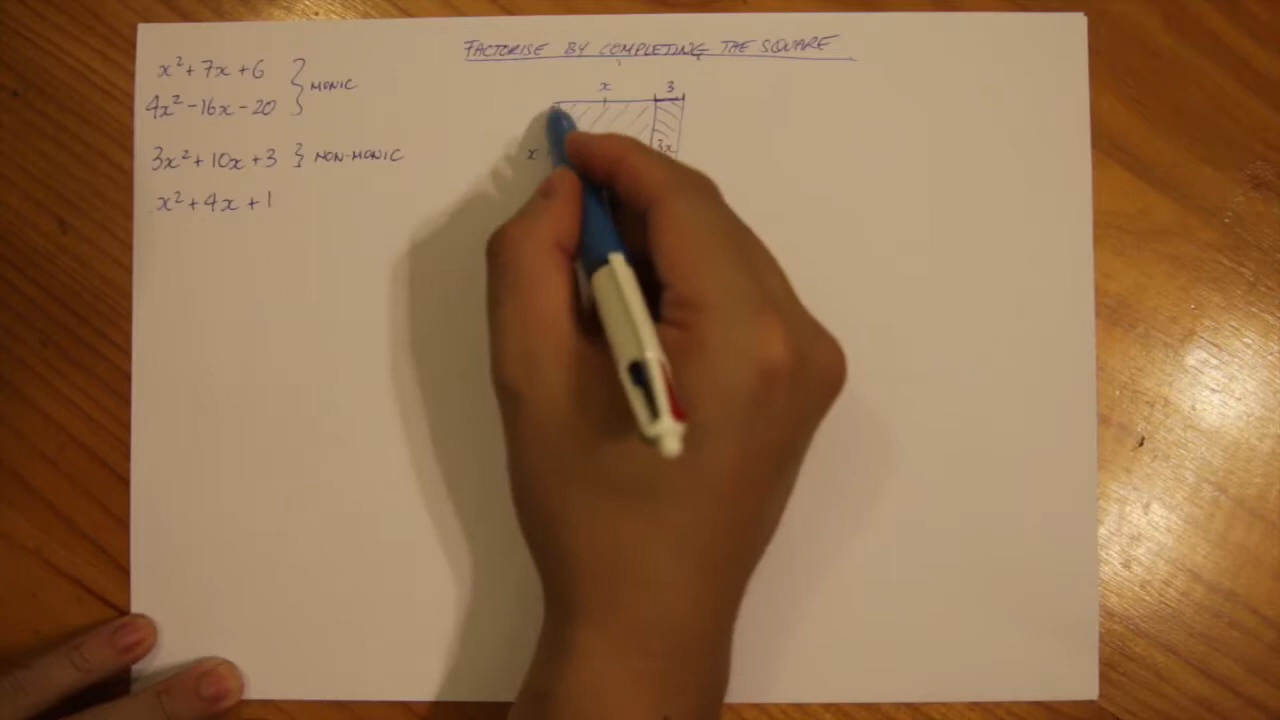 FACTORISE BY COMPLETING THE SQUARE
x² + 7x + 6
4x² - 16x - 20
} MONIC
3x² + 10x + 3 } NON-MONIC
x² + 4x + 1
x 3
x 3x